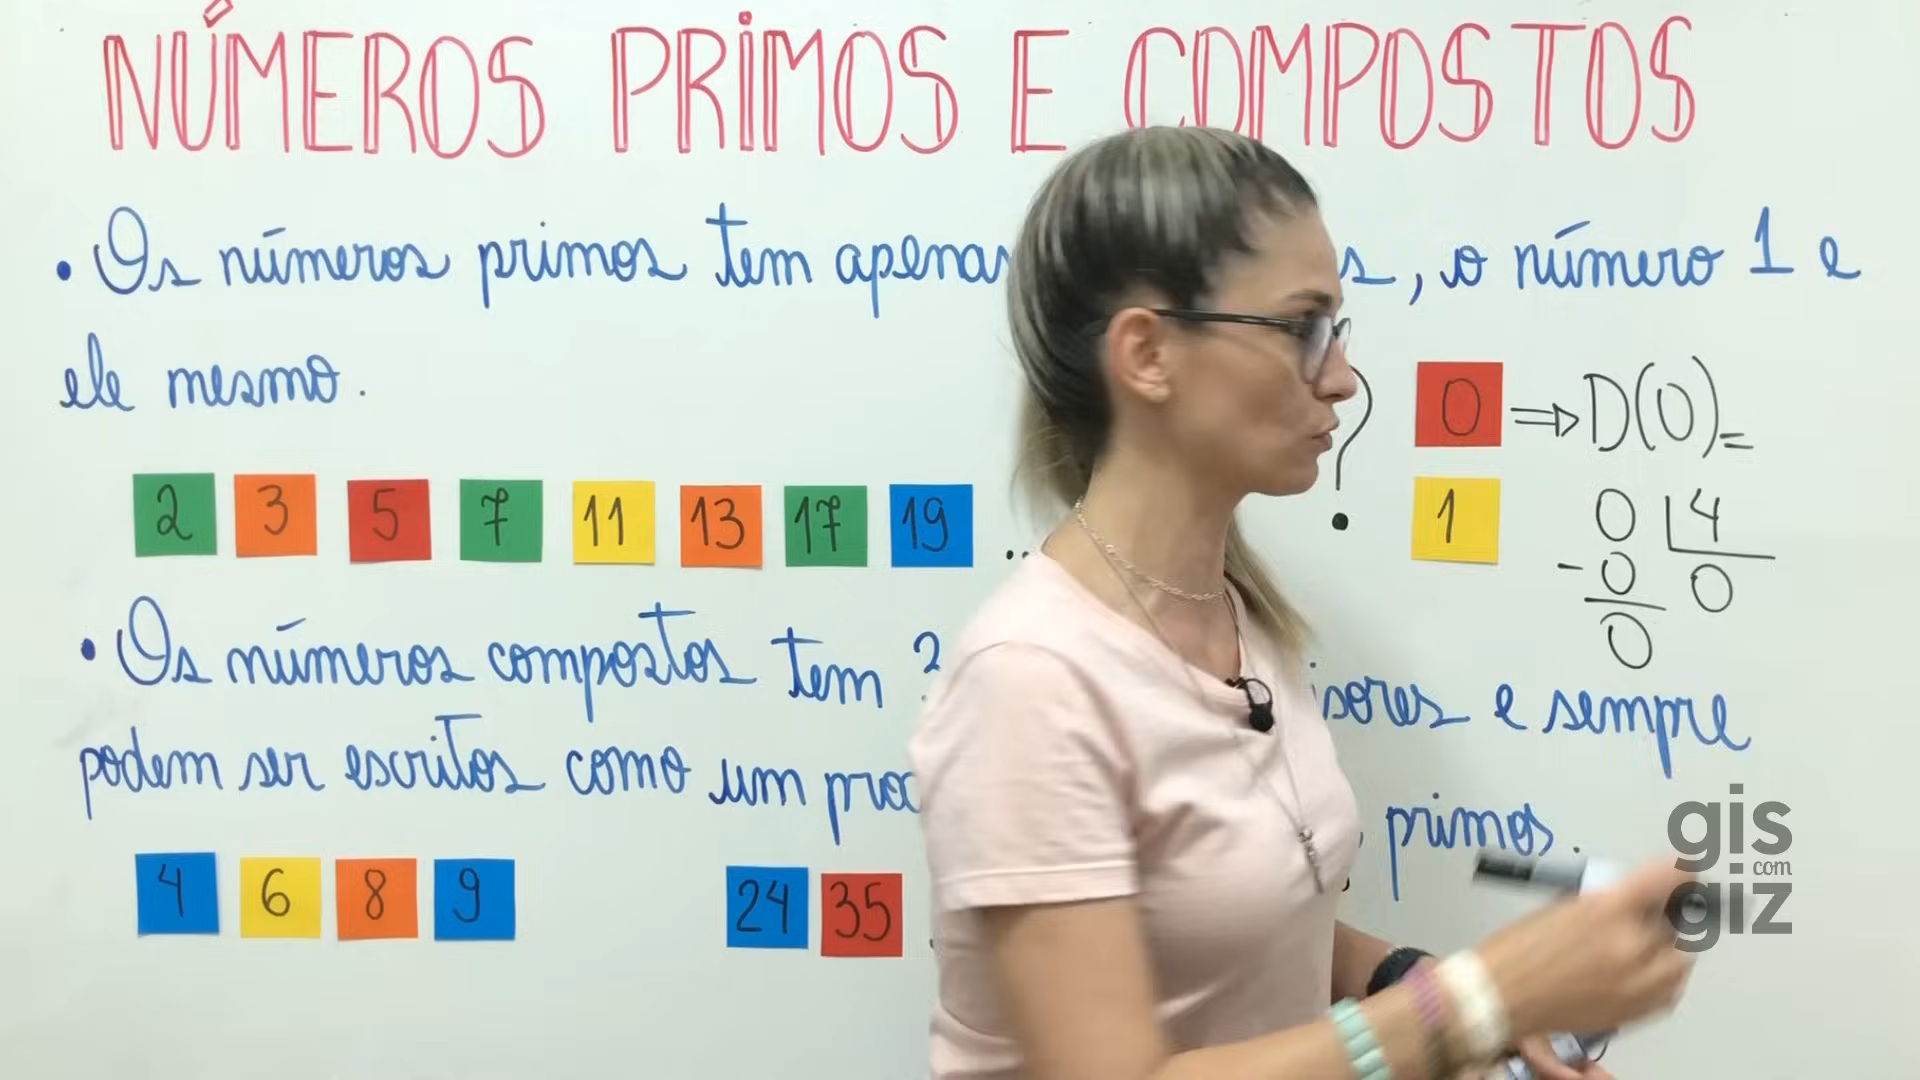 NÚMEROS PRIMOS E COMPOSTOS
• Os números primos tem apenas , o número 1 e
ele mesmo.
? 0 ⇒ D(0)=
1
0 4
- 0 0
0
2 3 5 7 11 13 17 19 ...
• Os números compostos tem e sempre
podem ser escritos como um primos.
4 6 8 9 24 35
gis
com
giz